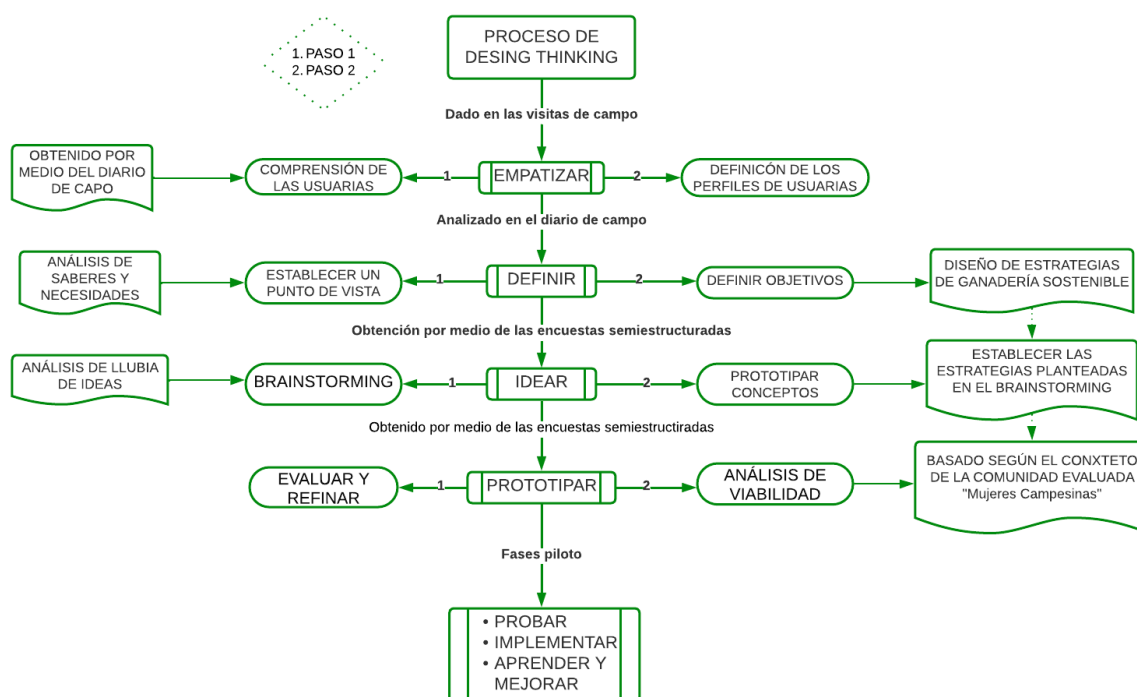 1. PASO 1
2. PASO 2
PROCESO DE
DESING THINKING
Dado en las visitas de campo
OBTENIDO POR
MEDIO DEL DIARIO
DE CAPO
COMPRENSIÓN DE
LAS USUARIAS
1
EMPATIZAR
2
DEFINICÓN DE LOS
PERFILES DE USUARIAS
Analizado en el diario de campo
ANÁLISIS DE
SABERES Y
NECESIDADES
ESTABLECER UN
PUNTO DE VISTA
1
DEFINIR
2
DEFINIR OBJETIVOS
DISEÑO DE ESTRATEGIAS
DE GANADERÍA SOSTENIBLE
Obtención por medio de las encuestas semiestructuradas
ANÁLISIS DE LLUBIA
DE IDEAS
BRAINSTORMING
1
IDEAR
2
PROTOTIPAR
CONCEPTOS
ESTABLECER LAS
ESTRATEGIAS PLANTEADAS
EN EL BRAINSTORMING
Obtenido por medio de las encuestas semiestructiradas
EVALUAR Y
REFINAR
1
PROTOTIPAR
2
ANÁLISIS DE
VIABILIDAD
BASADO SEGÚN EL CONXTETO
DE LA COMUNIDAD EVALUADA
"Mujeres Campesinas"
Fases piloto
• PROBAR
• IMPLEMENTAR
• APRENDER Y
MEJORAR